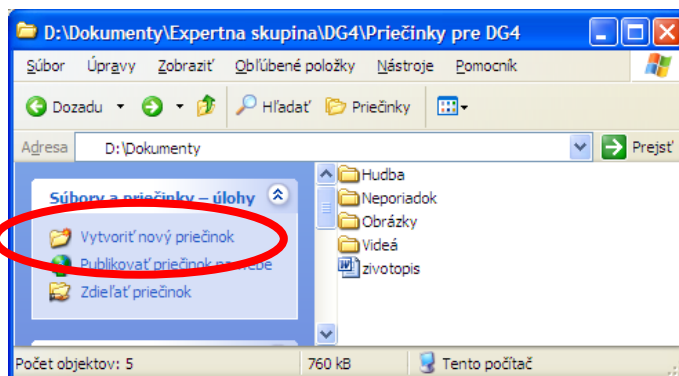 D:\Dokumenty\Expertna skupina\DG4\Priečinky pre DG4
Súbor Úpravy Zobraziť Obľúbené položky Nástroje Pomocník
Dozadu Hľadať Priečinky
Adresa D:\Dokumenty Prejsť
Súbory a priečinky – úlohy
Vytvoriť nový priečinok
Publikovať priečinok na webe
Zdieľať priečinok
Hudba
Neporiadok
Obrázky
Videá
zivotopis
Počet objektov: 5 760 kB Tento počítač